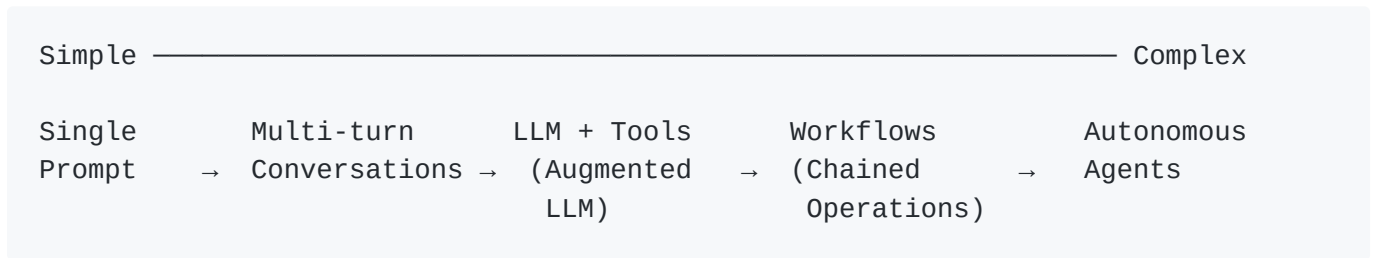 Simple ──────────────────────────────────────────────────────────── Complex
Single Multi-turn LLM + Tools Workflows Autonomous
Prompt → Conversations → (Augmented → (Chained → Agents
LLM) Operations)